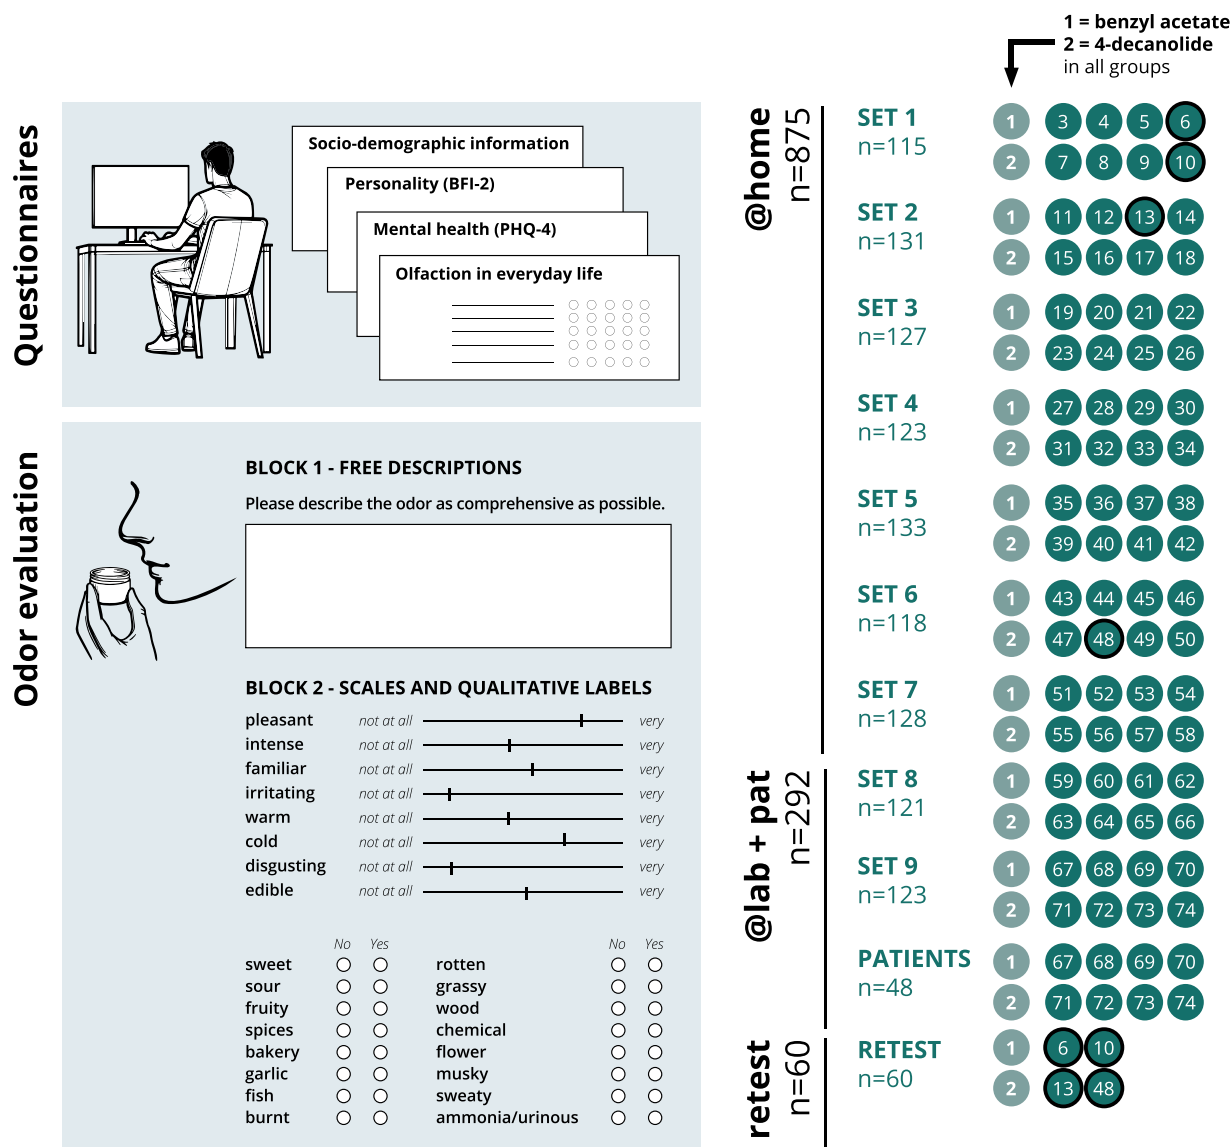 1 = benzyl acetate
2 = 4-decanolide
in all groups
Questionnaires
Socio-demographic information
Personality (BFI-2)
Mental health (PHQ-4)
Olfaction in everyday life
Odor evaluation
BLOCK 1 - FREE DESCRIPTIONS
Please describe the odor as comprehensive as possible.
BLOCK 2 - SCALES AND QUALITATIVE LABELS
pleasant not at all very
intense not at all very
familiar not at all very
irritating not at all very
warm not at all very
cold not at all very
disgusting not at all very
edible not at all very
No Yes No Yes
sweet rotten
sour grassy
fruity wood
spices chemical
bakery flower
garlic musky
fish sweaty
burnt ammonia/urinous
@home
n=875
SET 1
n=115
1 3 4 5 6
2 7 8 9 10
SET 2
n=131
1 11 12 13 14
2 15 16 17 18
SET 3
n=127
1 19 20 21 22
2 23 24 25 26
SET 4
n=123
1 27 28 29 30
2 31 32 33 34
SET 5
n=133
1 35 36 37 38
2 39 40 41 42
SET 6
n=118
1 43 44 45 46
2 47 48 49 50
SET 7
n=128
1 51 52 53 54
2 55 56 57 58
@lab + pat
n=292
SET 8
n=121
1 59 60 61 62
2 63 64 65 66
SET 9
n=123
1 67 68 69 70
2 71 72 73 74
PATIENTS
n=48
1 67 68 69 70
2 71 72 73 74
retest
n=60
RETEST
n=60
1 6 10
2 13 48